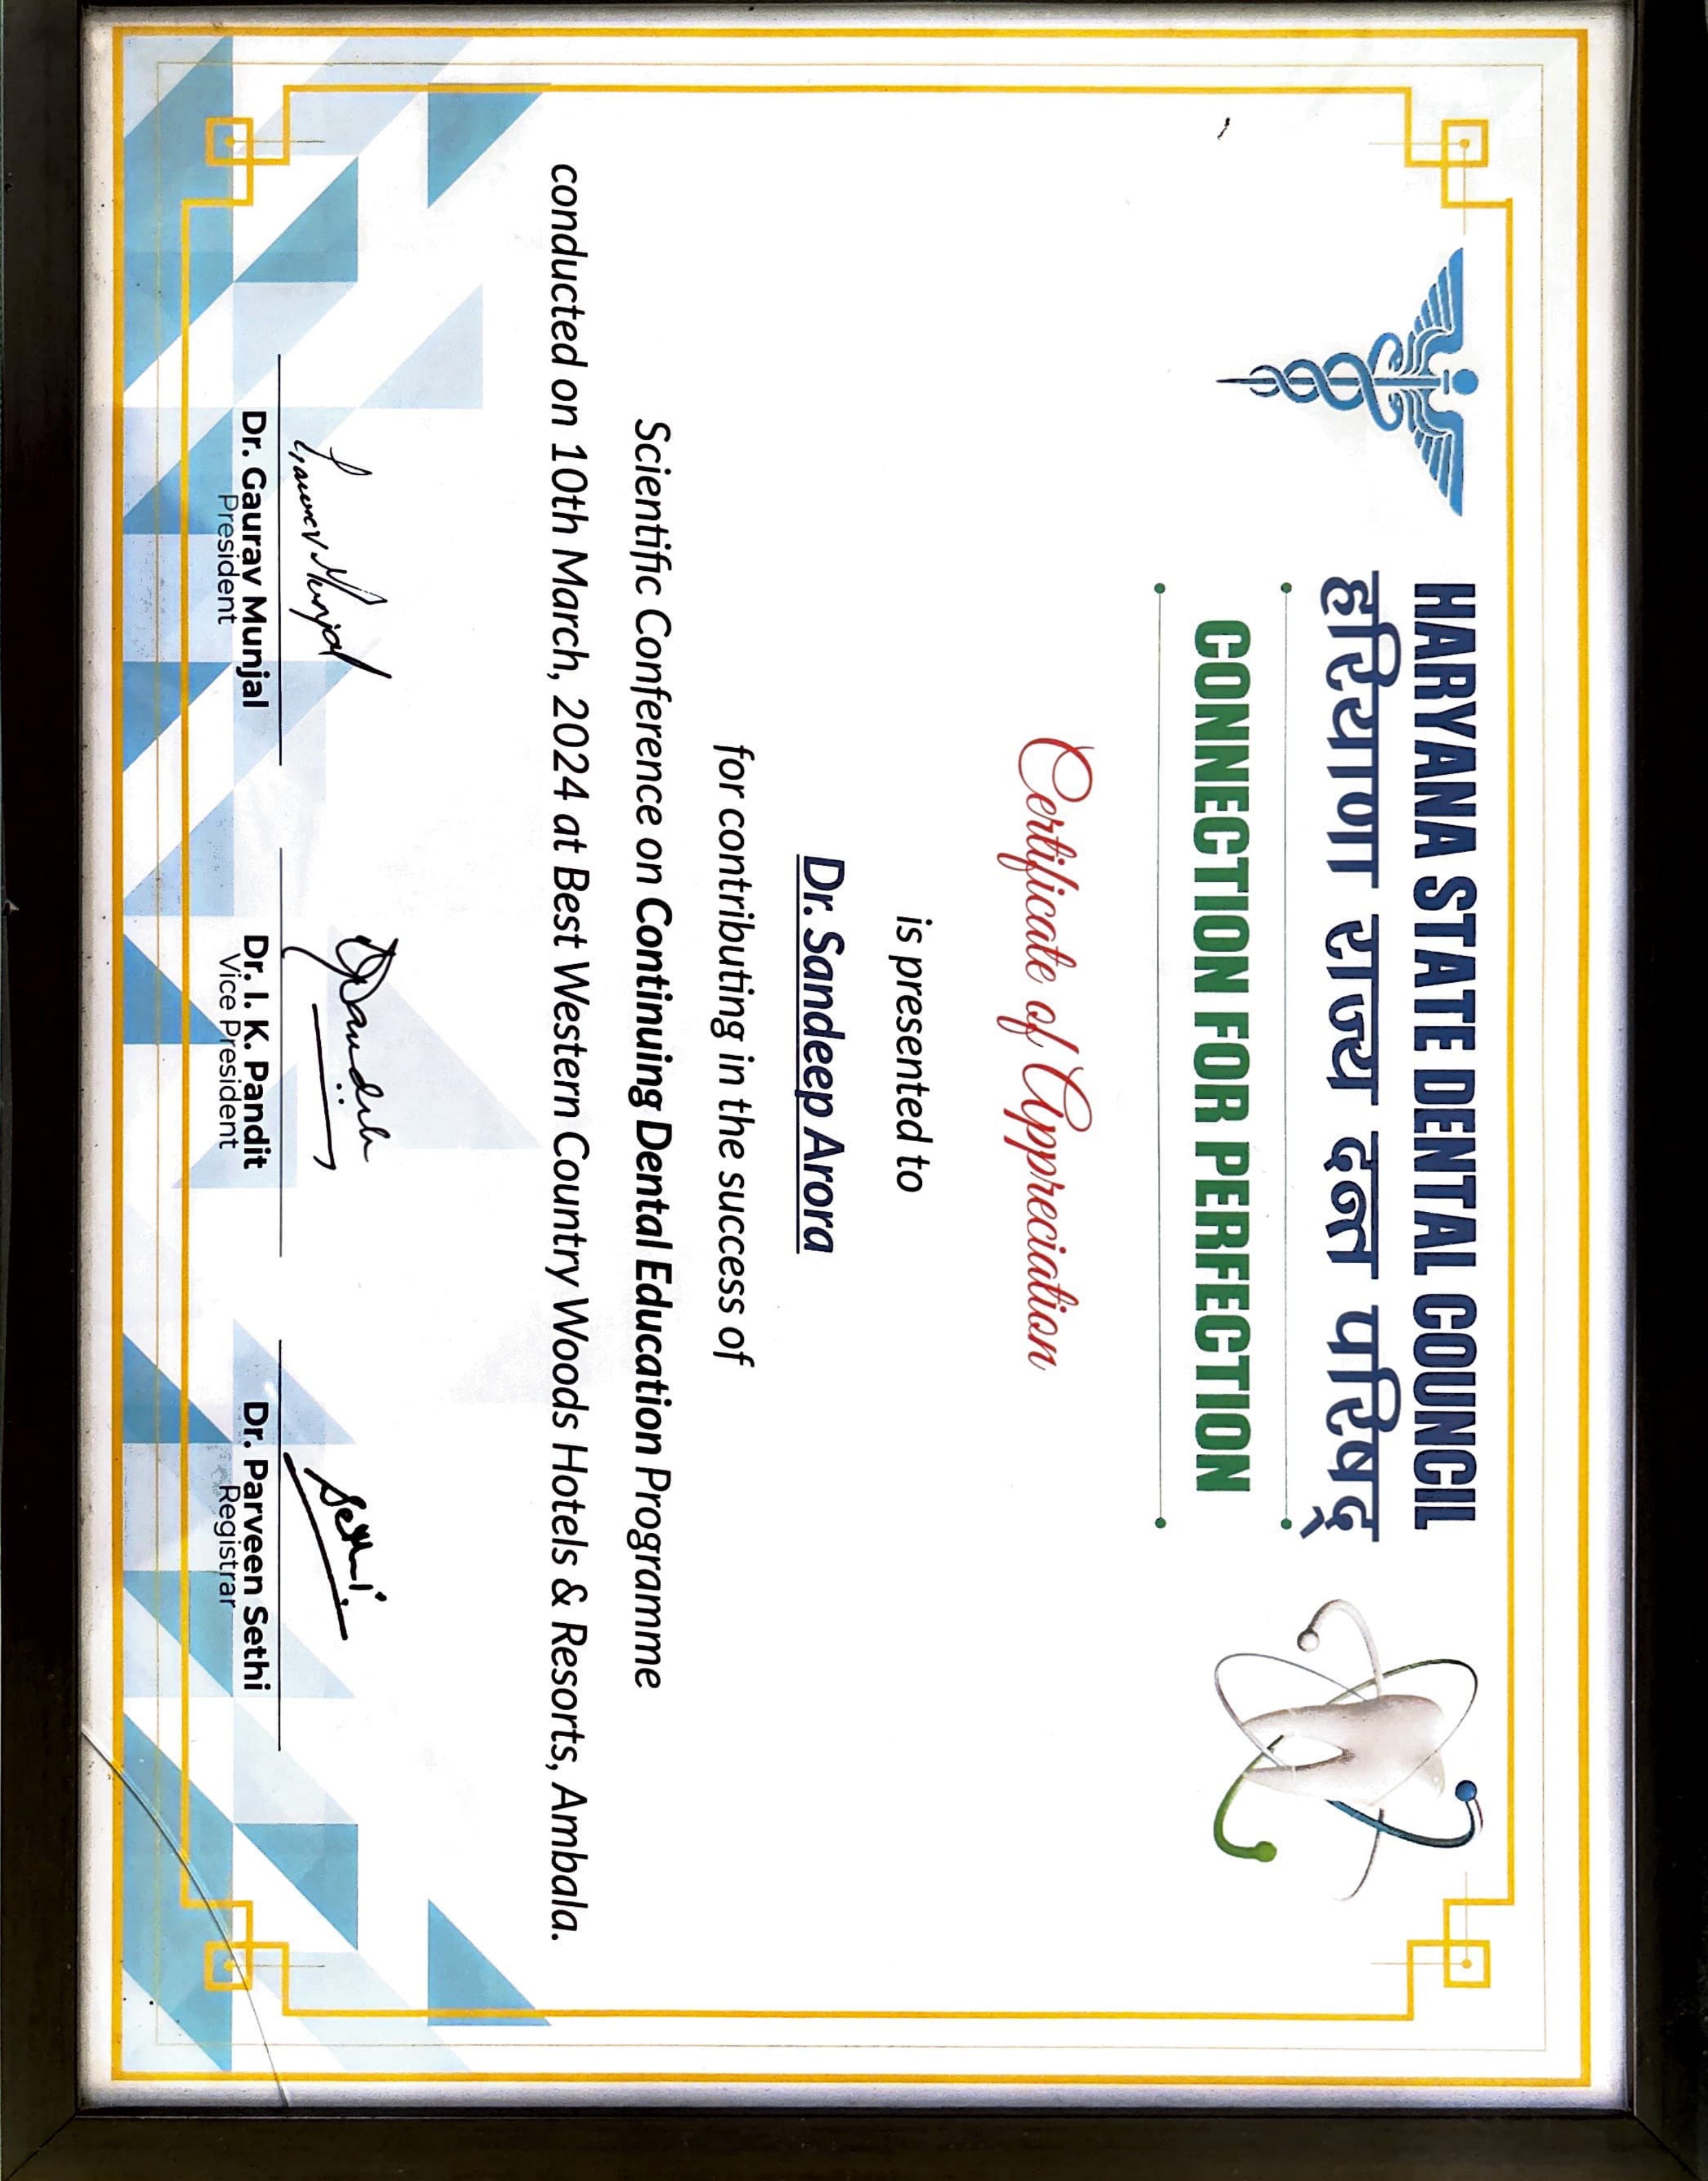 HARYANA STATE DENTAL COUNCIL
हरियाणा राज्य दन्त परिषद्
CONNECTION FOR PERFECTION
Certificate of Appreciation
is presented to
Dr. Sandeep Arora
for contributing in the success of
Scientific Conference on Continuing Dental Education Programme
conducted on 10th March, 2024 at Best Western Country Woods Hotels & Resorts, Ambala.
Gaurav Munjal
Pandit
Sethi
Dr. Gaurav Munjal
President
Dr. I. K. Pandit
Vice President
Dr. Parveen Sethi
Registrar